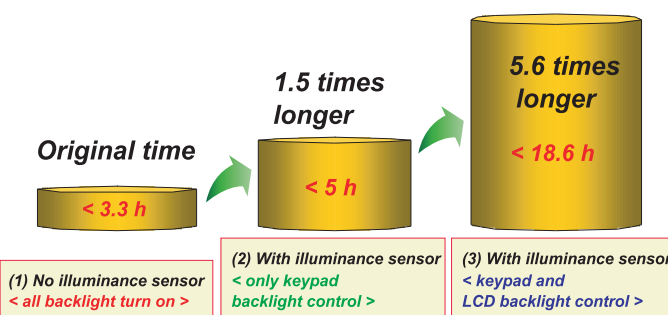 Original time
< 3.3 h
1.5 times
longer
< 5 h
5.6 times
longer
< 18.6 h
(1) No illuminance sensor
< all backlight turn on >
(2) With illuminance sensor
< only keypad
backlight control >
(3) With illuminance sensor
< keypad and
LCD backlight control >